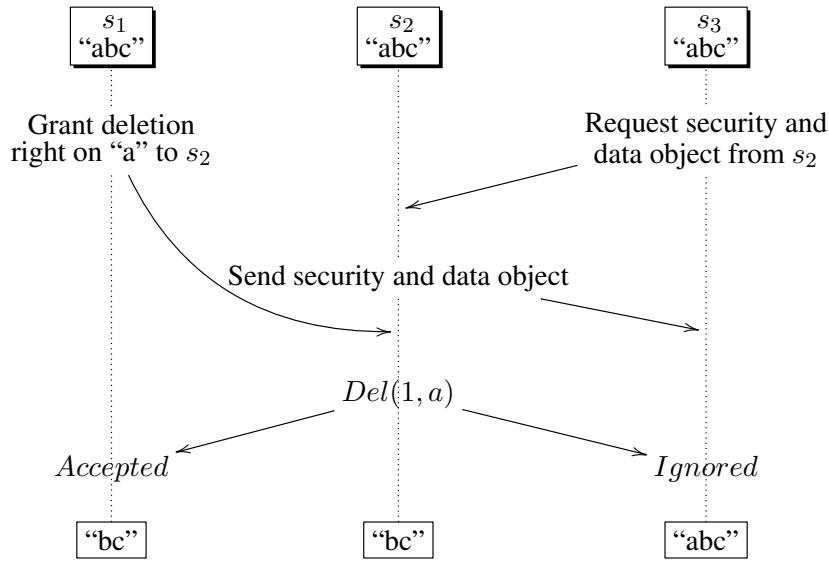 s₁
“abc”
s₂
“abc”
s₃
“abc”
Grant deletion
right on “a” to s₂
Request security and
data object from s₂
Send security and data object
Del(1, a)
Accepted
Ignored
“bc”
“bc”
“abc”